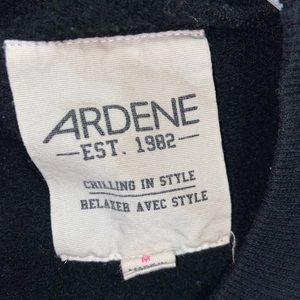 ARDENE
EST. 1982
CHILLING IN STYLE
RELAXER AVEC STYLE
M